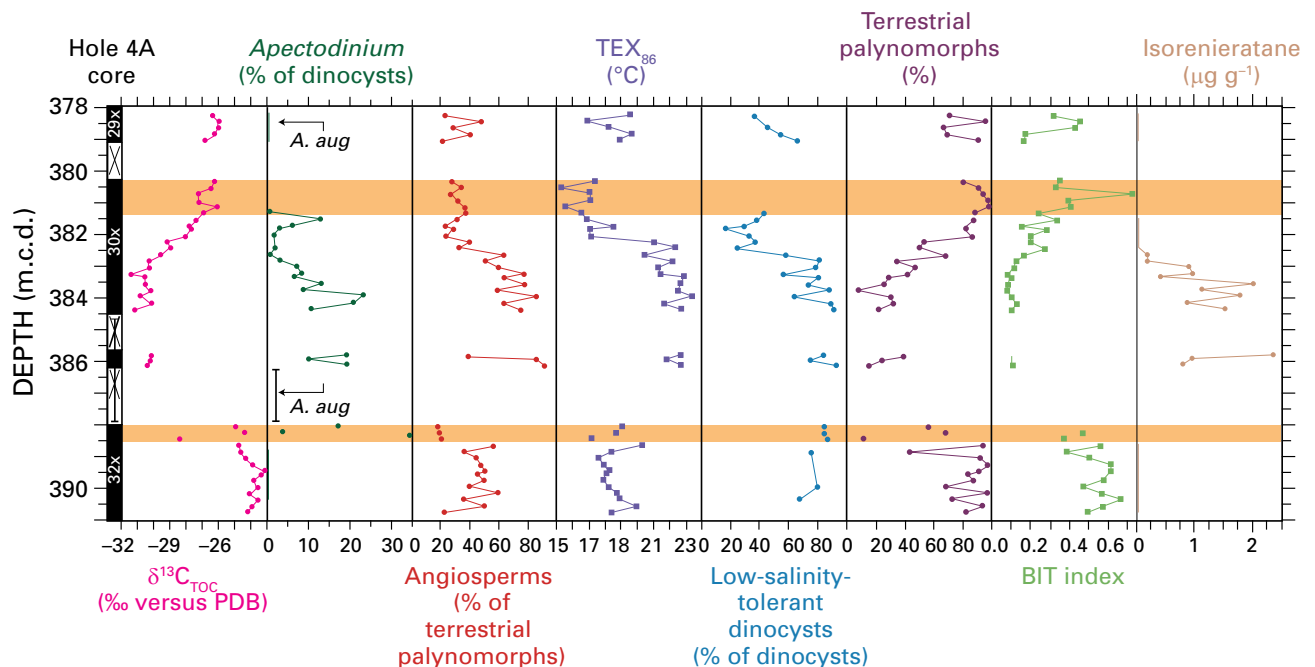 Hole 4A
core
Apectodinium
(% of dinocysts)
TEX86
(°C)
Terrestrial
palynomorphs
(%)
Isorenieratane
(μg g–1)
DEPTH (m.c.d.)
378
380
382
384
386
390
29x
30x
32x
A. aug
A. aug
–32 –29 –26
0 10 20 30
0 40 80
15 17 19 21 23
0 20 40 60 80
0 20 40 60 80
0.0 0.2 0.4 0.6
0 1 2
δ13CTOC
(‰ versus PDB)
Angiosperms
(% of
terrestrial
palynomorphs)
Low-salinity-
tolerant
dinocysts
(% of dinocysts)
BIT index